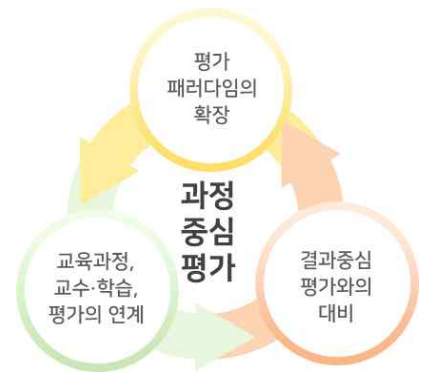 평가
패러다임의
확장
과정
중심
평가
교육과정,
교수·학습,
평가의 연계
결과중심
평가와의
대비